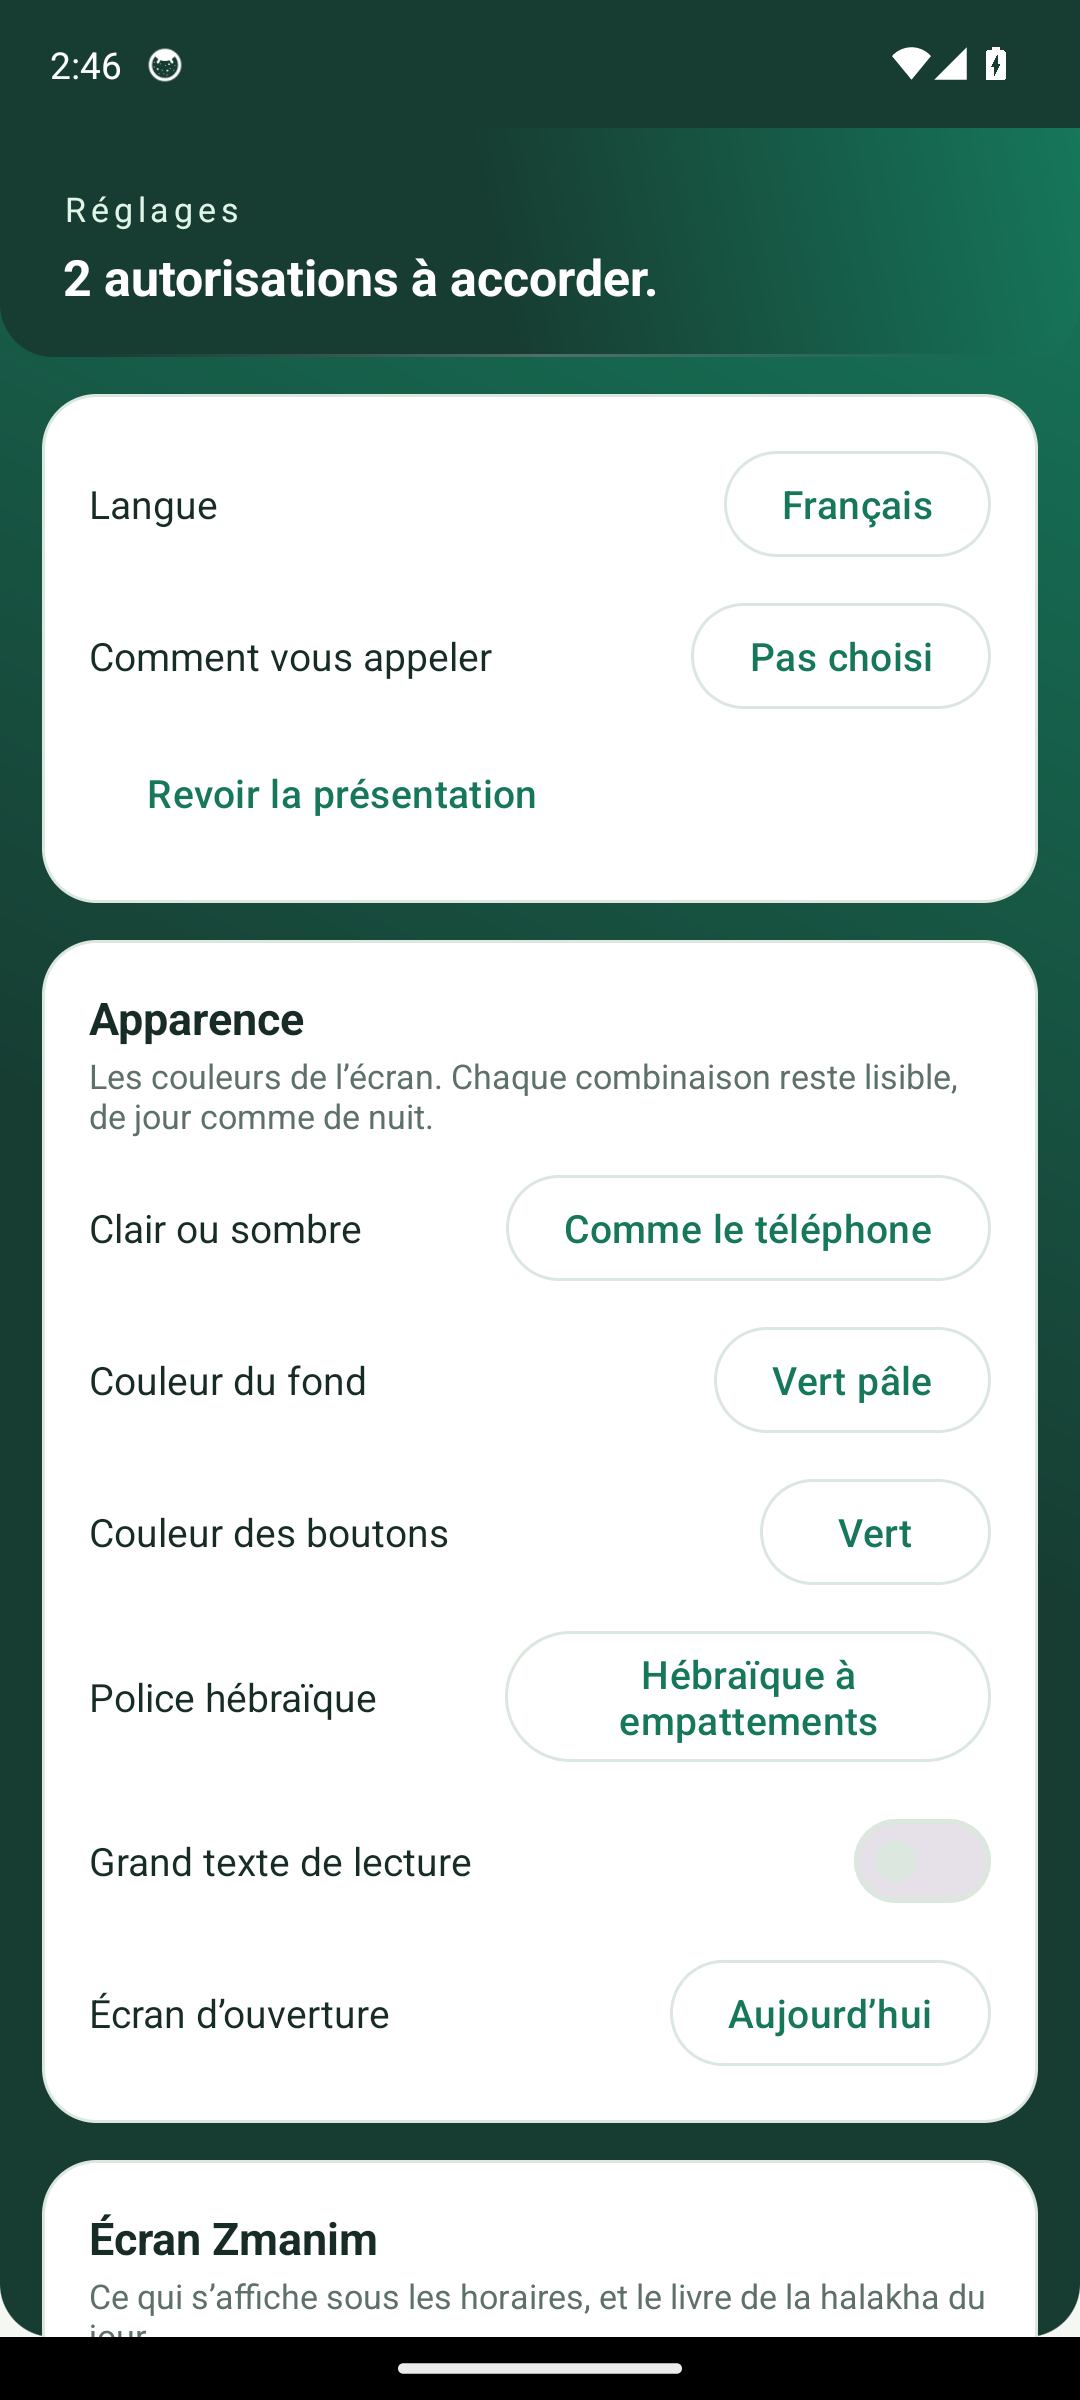 2:46
Réglages
2 autorisations à accorder.
Langue
Français
Comment vous appeler
Pas choisi
Revoir la présentation
Apparence
Les couleurs de l’écran. Chaque combinaison reste lisible,
de jour comme de nuit.
Clair ou sombre
Comme le téléphone
Couleur du fond
Vert pâle
Couleur des boutons
Vert
Police hébraïque
Hébraïque à
empattements
Grand texte de lecture
Écran d’ouverture
Aujourd’hui
Écran Zmanim
Ce qui s’affiche sous les horaires, et le livre de la halakha du
jour